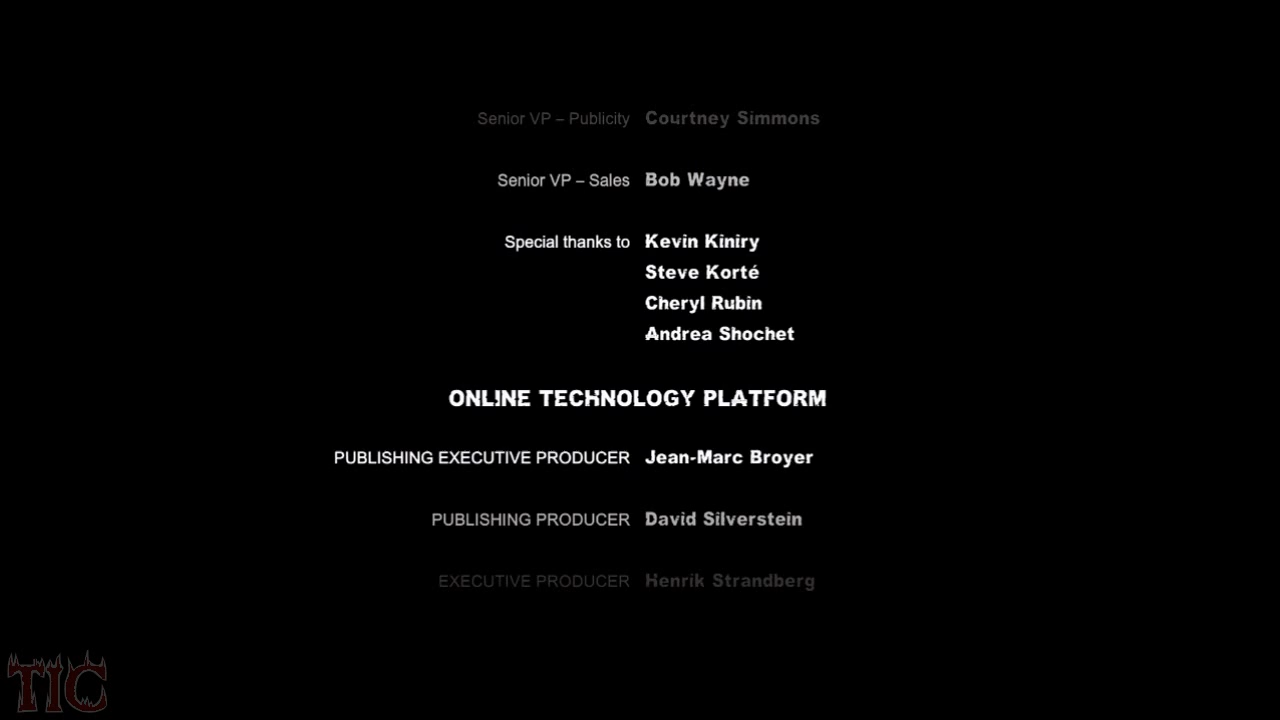 Senior VP – Publicity Courtney Simmons
Senior VP – Sales Bob Wayne
Special thanks to Kevin Kiniry
Steve Korté
Cheryl Rubin
Andrea Shochet
ONLINE TECHNOLOGY PLATFORM
PUBLISHING EXECUTIVE PRODUCER Jean-Marc Broyer
PUBLISHING PRODUCER David Silverstein
EXECUTIVE PRODUCER Henrik Strandberg
TIC